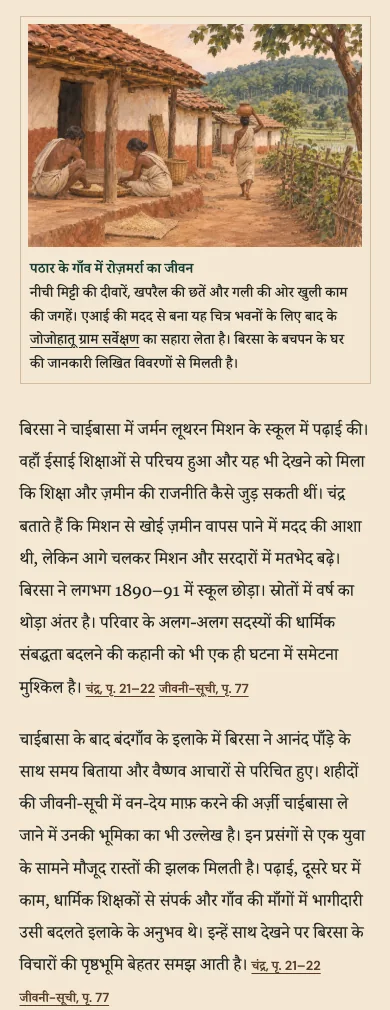 पठार के गाँव में रोज़मर्रा का जीवन
नीची मिट्टी की दीवारें, खपरैल की छतें और गली की ओर खुली काम
की जगहें। एआई की मदद से बना यह चित्र भवनों के लिए बाद के
जोजोहातू ग्राम सर्वेक्षण का सहारा लेता है। बिरसा के बचपन के घर
की जानकारी लिखित विवरणों से मिलती है।
बिरसा ने चाईबासा में जर्मन लूथरन मिशन के स्कूल में पढ़ाई की।
वहाँ ईसाई शिक्षाओं से परिचय हुआ और यह भी देखने को मिला
कि शिक्षा और ज़मीन की राजनीति कैसे जुड़ सकती थीं। चंद्र
बताते हैं कि मिशन से खोई ज़मीन वापस पाने में मदद की आशा
थी, लेकिन आगे चलकर मिशन और सरदारों में मतभेद बढ़े।
बिरसा ने लगभग 1890–91 में स्कूल छोड़ा। स्रोतों में वर्ष का
थोड़ा अंतर है। परिवार के अलग-अलग सदस्यों की धार्मिक
संबद्धता बदलने की कहानी को भी एक ही घटना में समेटना
मुश्किल है। चंद्र, पृ. 21–22 जीवनी-सूची, पृ. 77
चाईबासा के बाद बंदगाँव के इलाके में बिरसा ने आनंद पाँड़े के
साथ समय बिताया और वैष्णव आचारों से परिचित हुए। शहीदों
की जीवनी-सूची में वन-देय माफ़ करने की अर्ज़ी चाईबासा ले
जाने में उनकी भूमिका का भी उल्लेख है। इन प्रसंगों से एक युवा
के सामने मौजूद रास्तों की झलक मिलती है। पढ़ाई, दूसरे घर में
काम, धार्मिक शिक्षकों से संपर्क और गाँव की माँगों में भागीदारी
उसी बदलते इलाके के अनुभव थे। इन्हें साथ देखने पर बिरसा के
विचारों की पृष्ठभूमि बेहतर समझ आती है। चंद्र, पृ. 21–22
जीवनी-सूची, पृ. 77